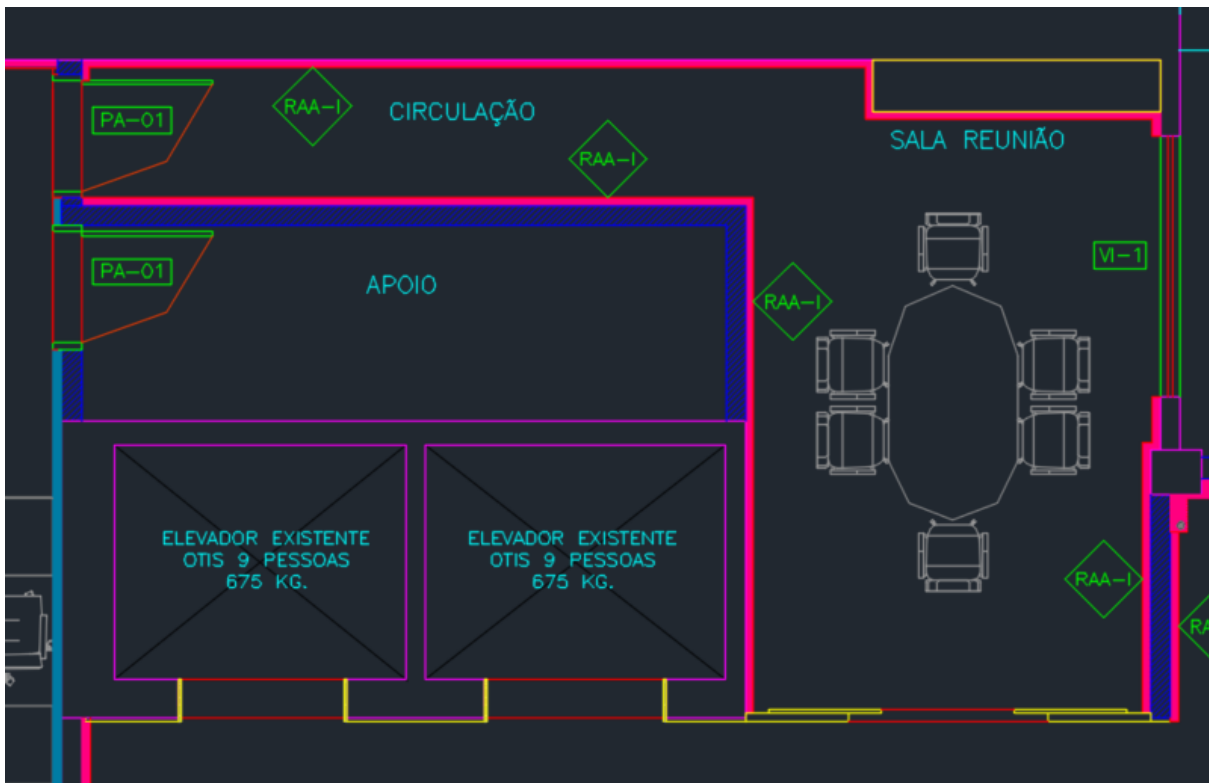 RAA-I
CIRCULAÇÃO
PA-01
SALA REUNIÃO
RAA-I
VI-1
PA-01
APOIO
RAA-I
ELEVADOR EXISTENTE
OTIS 9 PESSOAS
675 KG.
ELEVADOR EXISTENTE
OTIS 9 PESSOAS
675 KG.
RAA-I
RA